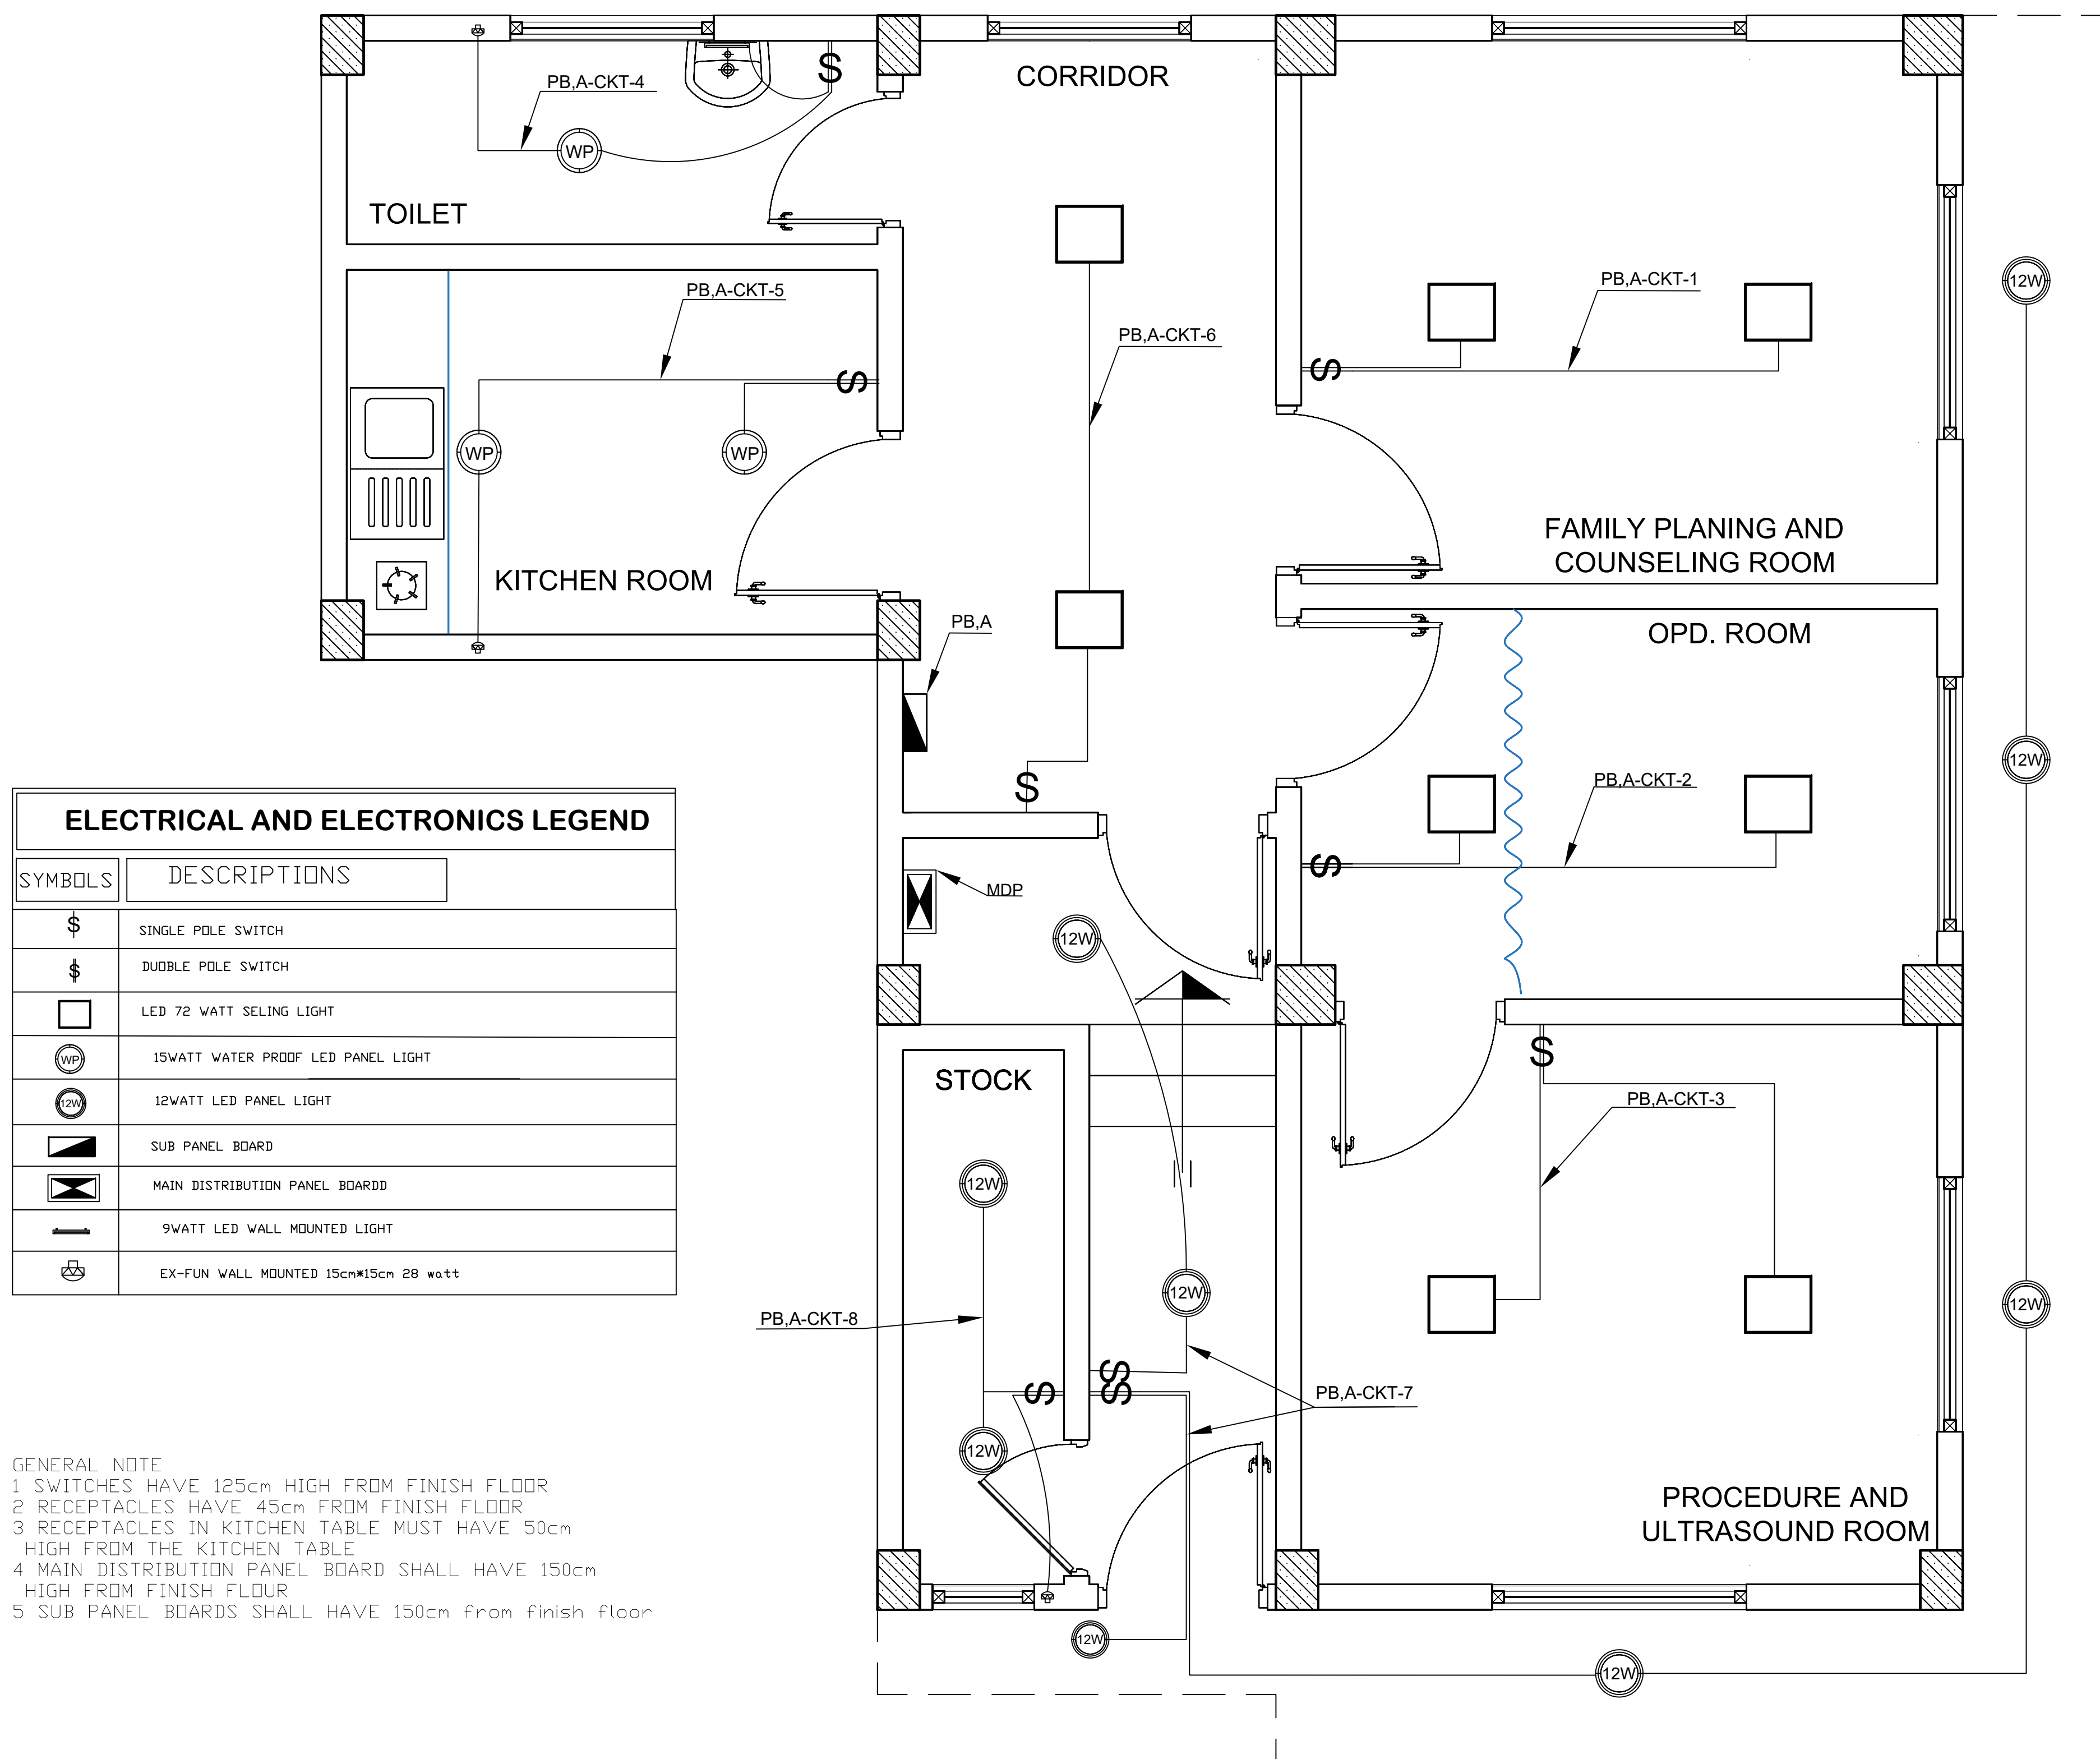 CORRIDOR
S
PB,A-CKT-4
WP
TOILET
PB,A-CKT-5
PB,A-CKT-1
12W
PB,A-CKT-6
S
S
WP
WP
FAMILY PLANING AND
COUNSELING ROOM
KITCHEN ROOM
PB,A
OPD. ROOM
12W
S
PB,A-CKT-2
S
MDP
12W
ELECTRICAL AND ELECTRONICS LEGEND
SYMBOLS DESCRIPTIONS
$ SINGLE POLE SWITCH
$ DUOBLE POLE SWITCH
LED 72 WATT SELING LIGHT
WP 15WATT WATER PROOF LED PANEL LIGHT
12W 12WATT LED PANEL LIGHT
SUB PANEL BOARD
MAIN DISTRIBUTION PANEL BOARDD
9WATT LED WALL MOUNTED LIGHT
EX-FUN WALL MOUNTED 15cm*15cm 28 watt
STOCK
S
PB,A-CKT-3
12W
12W
12W
PB,A-CKT-8
S
S
S
PB,A-CKT-7
12W
PROCEDURE AND
ULTRASOUND ROOM
12W
12W
GENERAL NOTE
1 SWITCHES HAVE 125cm HIGH FROM FINISH FLOOR
2 RECEPTACLES HAVE 45cm FROM FINISH FLOOR
3 RECEPTACLES IN KITCHEN TABLE MUST HAVE 50cm
HIGH FROM THE KITCHEN TABLE
4 MAIN DISTRIBUTION PANEL BOARD SHALL HAVE 150cm
HIGH FROM FINISH FLOUR
5 SUB PANEL BOARDS SHALL HAVE 150cm from finish floor